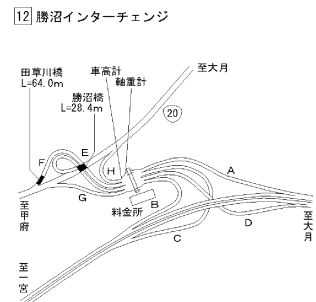 12 勝沼インターチェンジ
田草川橋
L=64.0m
車高計
軸重計
至大月
勝沼橋
L=28.4m
20
E
F
H
A
G
B
料金所
至甲府
C
D
至大月
至一宮